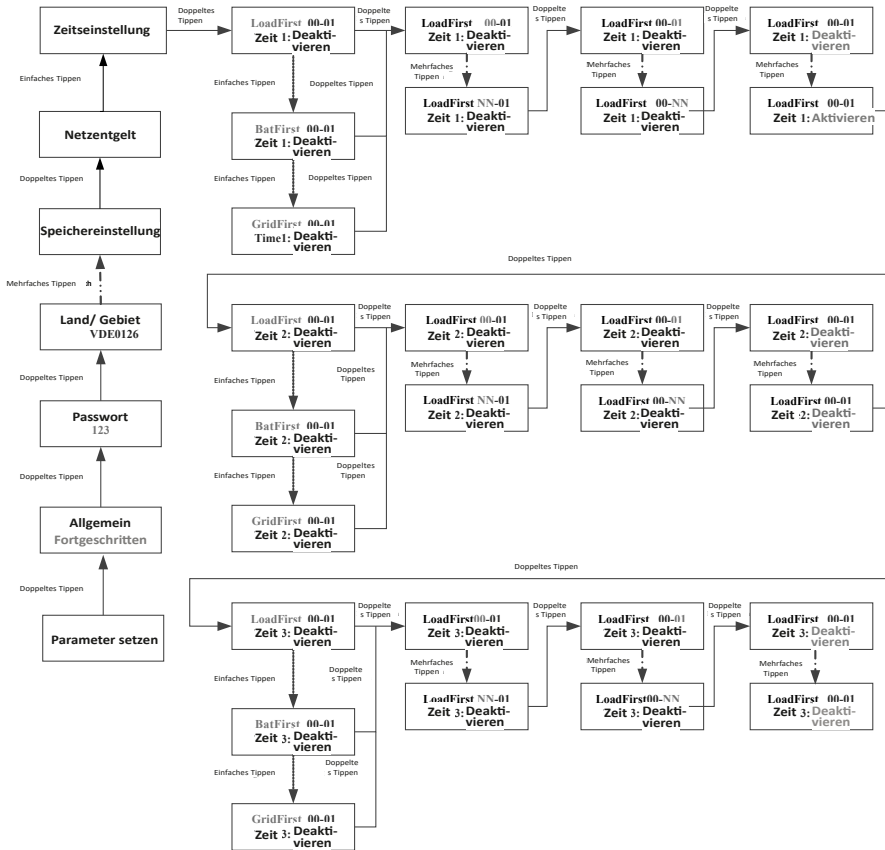 Zeitseinstellung
Doppeltes
Tippen
LoadFirst 00-01
Zeit 1: Deakti-
vieren
Doppelte
s Tippen
LoadFirst 00-01
Zeit 1: Deakti-
vieren
Doppelte
s Tippen
LoadFirst 00-01
Zeit 1: Deakti-
vieren
Doppelte
s Tippen
LoadFirst 00-01
Zeit 1: Deakti-
vieren
Einfaches Tippen
Einfaches Tippen
Doppeltes Tippen
Mehrfaches
Tippen
Mehrfaches
Tippen
Mehrfaches
Tippen
LoadFirst NN-01
Zeit 1: Deakti-
vieren
LoadFirst 00-NN
Zeit 1: Deakti-
vieren
LoadFirst 00-01
Zeit 1: Aktivieren
Netzentgelt
BatFirst 00-01
Zeit 1: Deakti-
vieren
Doppeltes Tippen
Einfaches Tippen
Doppeltes Tippen
Speichereinstellung
GridFirst 00-01
Time1: Deakti-
vieren
Doppeltes Tippen
Mehrfaches Tippen
Land/ Gebiet
VDE0126
LoadFirst 00-01
Zeit 2: Deakti-
vieren
Doppelte
s Tippen
LoadFirst 00-01
Zeit 2: Deakti-
vieren
Doppelte
s Tippen
LoadFirst 00-01
Zeit 2: Deakti-
vieren
Doppelte
s Tippen
LoadFirst 00-01
Zeit 2: Deakti-
vieren
Doppeltes Tippen
Einfaches Tippen
Doppeltes
Tippen
Mehrfaches
Tippen
Mehrfaches
Tippen
Mehrfaches
Tippen
LoadFirst NN-01
Zeit 2: Deakti-
vieren
LoadFirst 00-NN
Zeit 2: Deakti-
vieren
LoadFirst 00-01
Zeit 2: Deakti-
vieren
Passwort
123
BatFirst 00-01
Zeit 2: Deakti-
vieren
Doppeltes Tippen
Einfaches Tippen
Doppeltes
Tippen
Allgemein
Fortgeschritten
GridFirst 00-01
Zeit 2: Deakti-
vieren
Doppeltes Tippen
Doppeltes Tippen
Parameter setzen
LoadFirst 00-01
Zeit 3: Deakti-
vieren
Doppelte
s Tippen
LoadFirst00-01
Zeit 3: Deakti-
vieren
Doppelte
s Tippen
LoadFirst 00-01
Zeit 3: Deakti-
vieren
Doppelte
s Tippen
LoadFirst 00-01
Zeit 3: Deakti-
vieren
Einfaches Tippen
Doppelte
s Tippen
Mehrfaches
Tippen
Mehrfaches
Tippen
Mehrfaches
Tippen
LoadFirst NN-01
Zeit 3: Deakti-
vieren
LoadFirst00-NN
Zeit 3: Deakti-
vieren
LoadFirst 00-01
Zeit 3: Deakti-
vieren
BatFirst 00-01
Zeit 3: Deakti-
vieren
Einfaches Tippen
Doppelte
s Tippen
GridFirst 00-01
Zeit 3: Deakti-
vieren